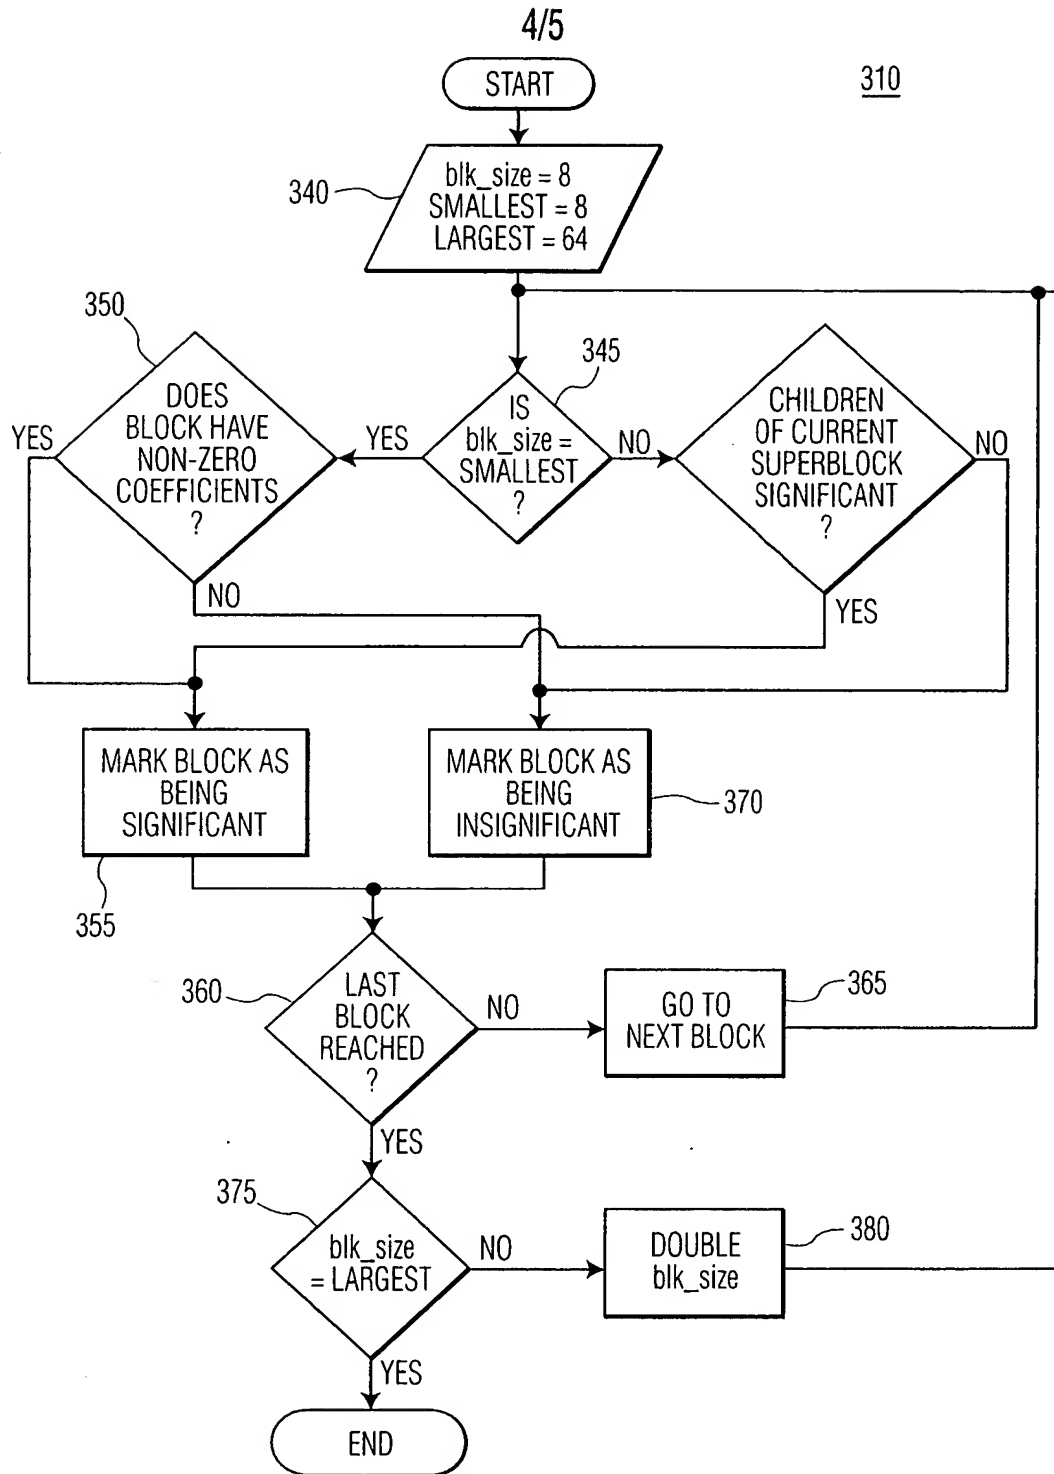 4/5
START
310
340
blk_size = 8
SMALLEST = 8
LARGEST = 64
350
345
DOES
BLOCK HAVE
NON-ZERO
COEFFICIENTS
?
YES
NO
IS
blk_size =
SMALLEST
?
YES
NO
CHILDREN
OF CURRENT
SUPERBLOCK
SIGNIFICANT
?
NO
YES
MARK BLOCK AS
BEING
SIGNIFICANT
355
MARK BLOCK AS
BEING
INSIGNIFICANT
370
360
LAST
BLOCK
REACHED
?
NO
GO TO
NEXT BLOCK
365
YES
375
blk_size
= LARGEST
NO
DOUBLE
blk_size
380
YES
END